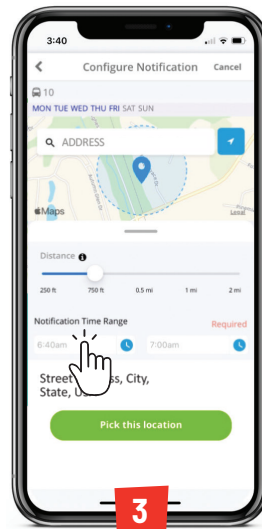 3:40
Configure Notification Cancel
10
MON TUE WED THU FRI SAT SUN
ADDRESS
Maps
Legal
Distance
250 ft 750 ft 0.5 mi 1 mi 2 mi
Notification Time Range Required
6:40am 7:00am
Street ss, City,
State, U
Pick this location
3